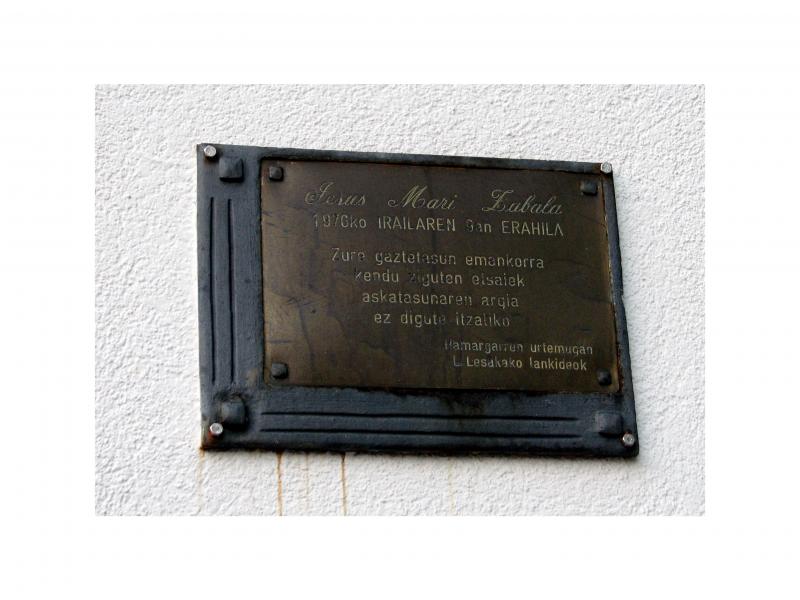 Jesus Mari Zabala
1976ko IRAILAREN 8an ERAHILA
Zure gaztetasun emankorra
kendu ziguten etsaiek
askatasunaren argia
ez digute itzaliko
Hamargarren urtemugan
L. Lesakako lankideok